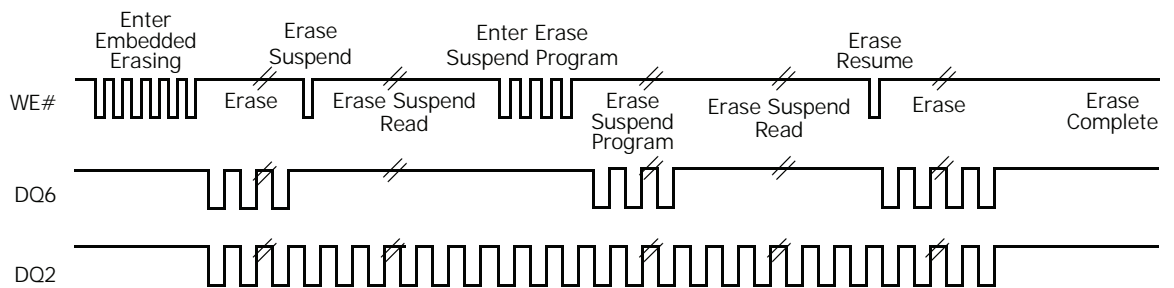 Enter
Embedded
Erasing
Erase
Suspend
Enter Erase
Suspend Program
Erase
Resume
WE#
Erase
Erase Suspend
Read
Erase
Suspend
Program
Erase Suspend
Read
Erase
Erase
Complete
DQ6
DQ2